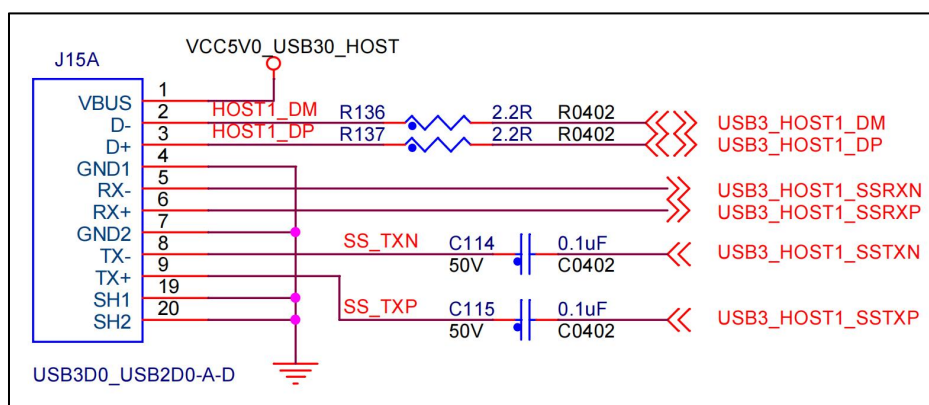 VCC5V0_USB30_HOST
J15A
VBUS 1
D- 2 HOST1_DM R136 2.2R R0402 USB3_HOST1_DM
D+ 3 HOST1_DP R137 2.2R R0402 USB3_HOST1_DP
GND1 4
RX- 5 USB3_HOST1_SSRXN
RX+ 6 USB3_HOST1_SSRXP
GND2 7
TX- 8 SS_TXN C114 0.1uF USB3_HOST1_SSTXN
50V C0402
TX+ 9
SH1 19 SS_TXP C115 0.1uF USB3_HOST1_SSTXP
SH2 20 50V C0402
USB3D0_USB2D0-A-D